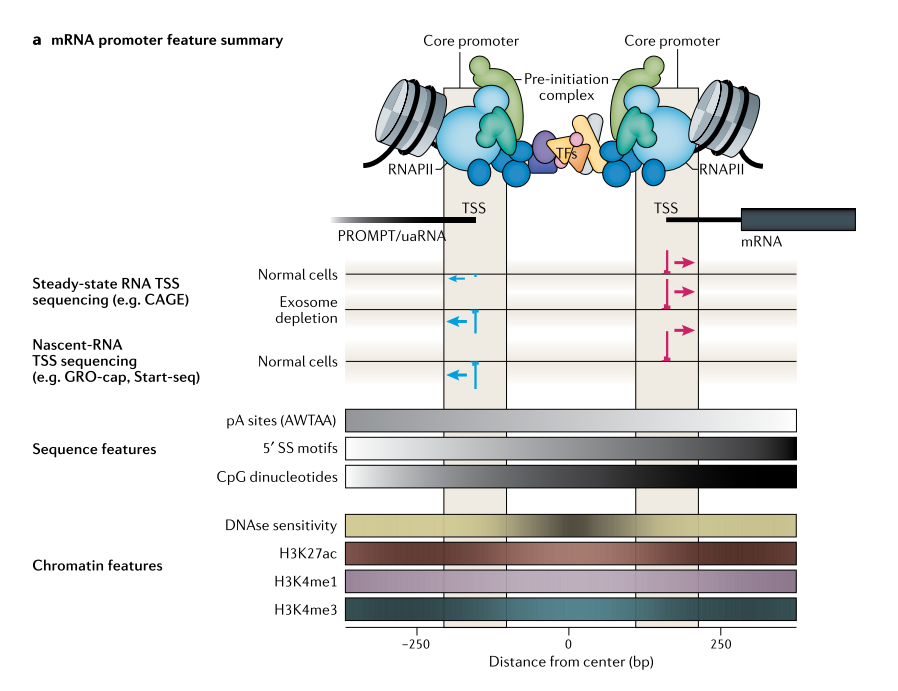 a mRNA promoter feature summary
Core promoter
Core promoter
Pre-initiation
complex
TFs
RNAPII
RNAPII
TSS
TSS
PROMPT/uaRNA
mRNA
Steady-state RNA TSS
sequencing (e.g. CAGE)
Normal cells
Exosome
depletion
Nascent-RNA
TSS sequencing
(e.g. GRO-cap, Start-seq)
Normal cells
Sequence features
pA sites (AWTAA)
5′ SS motifs
CpG dinucleotides
Chromatin features
DNAse sensitivity
H3K27ac
H3K4me1
H3K4me3
−250 0 250
Distance from center (bp)